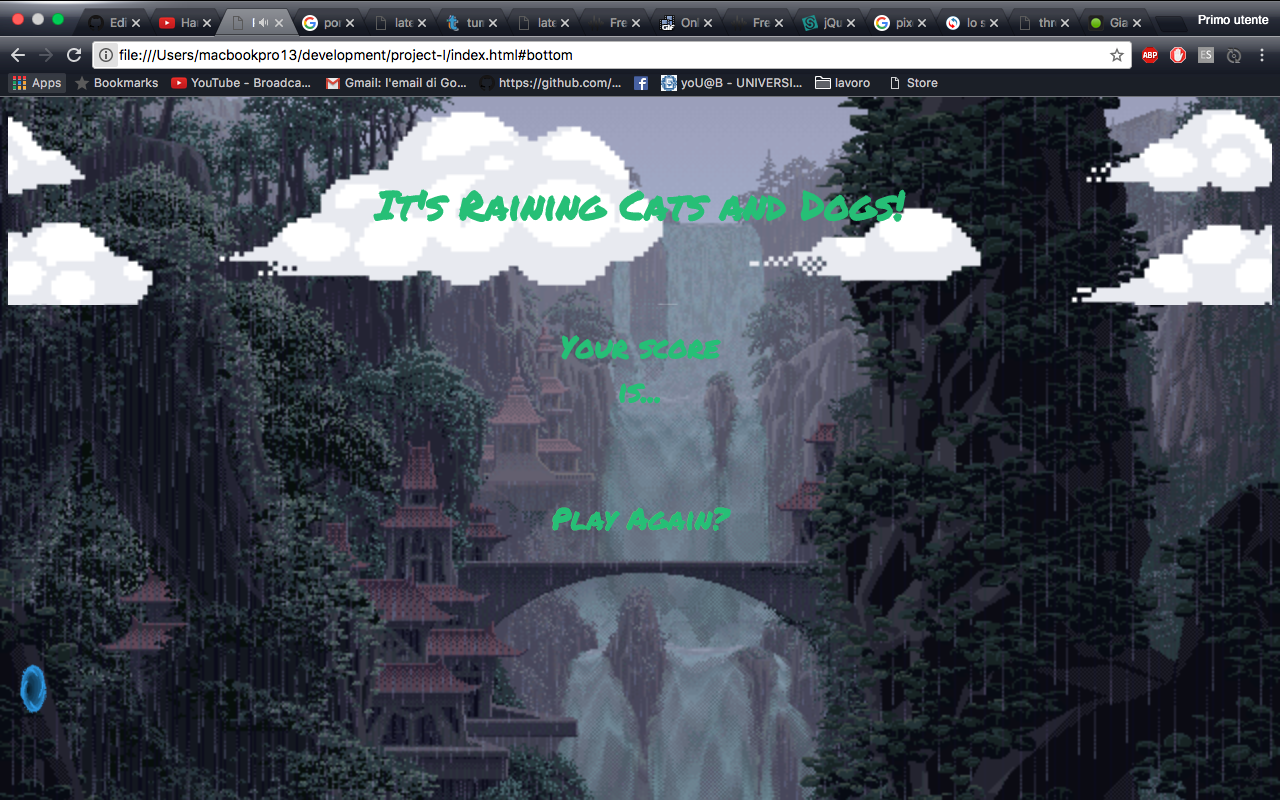 Edi
Ha
I
por
late
tum
late
Fre
Onl
Fre
jQu
pix
lo s
thr
Gia
Primo utente
file:///Users/macbookpro13/development/project-I/index.html#bottom
ABP
ES
Apps
Bookmarks
YouTube - Broadca...
Gmail: l'email di Go...
https://github.com/...
yoU@B - UNIVERSI...
lavoro
Store
It's Raining Cats and Dogs!
Your score
is...
Play Again?